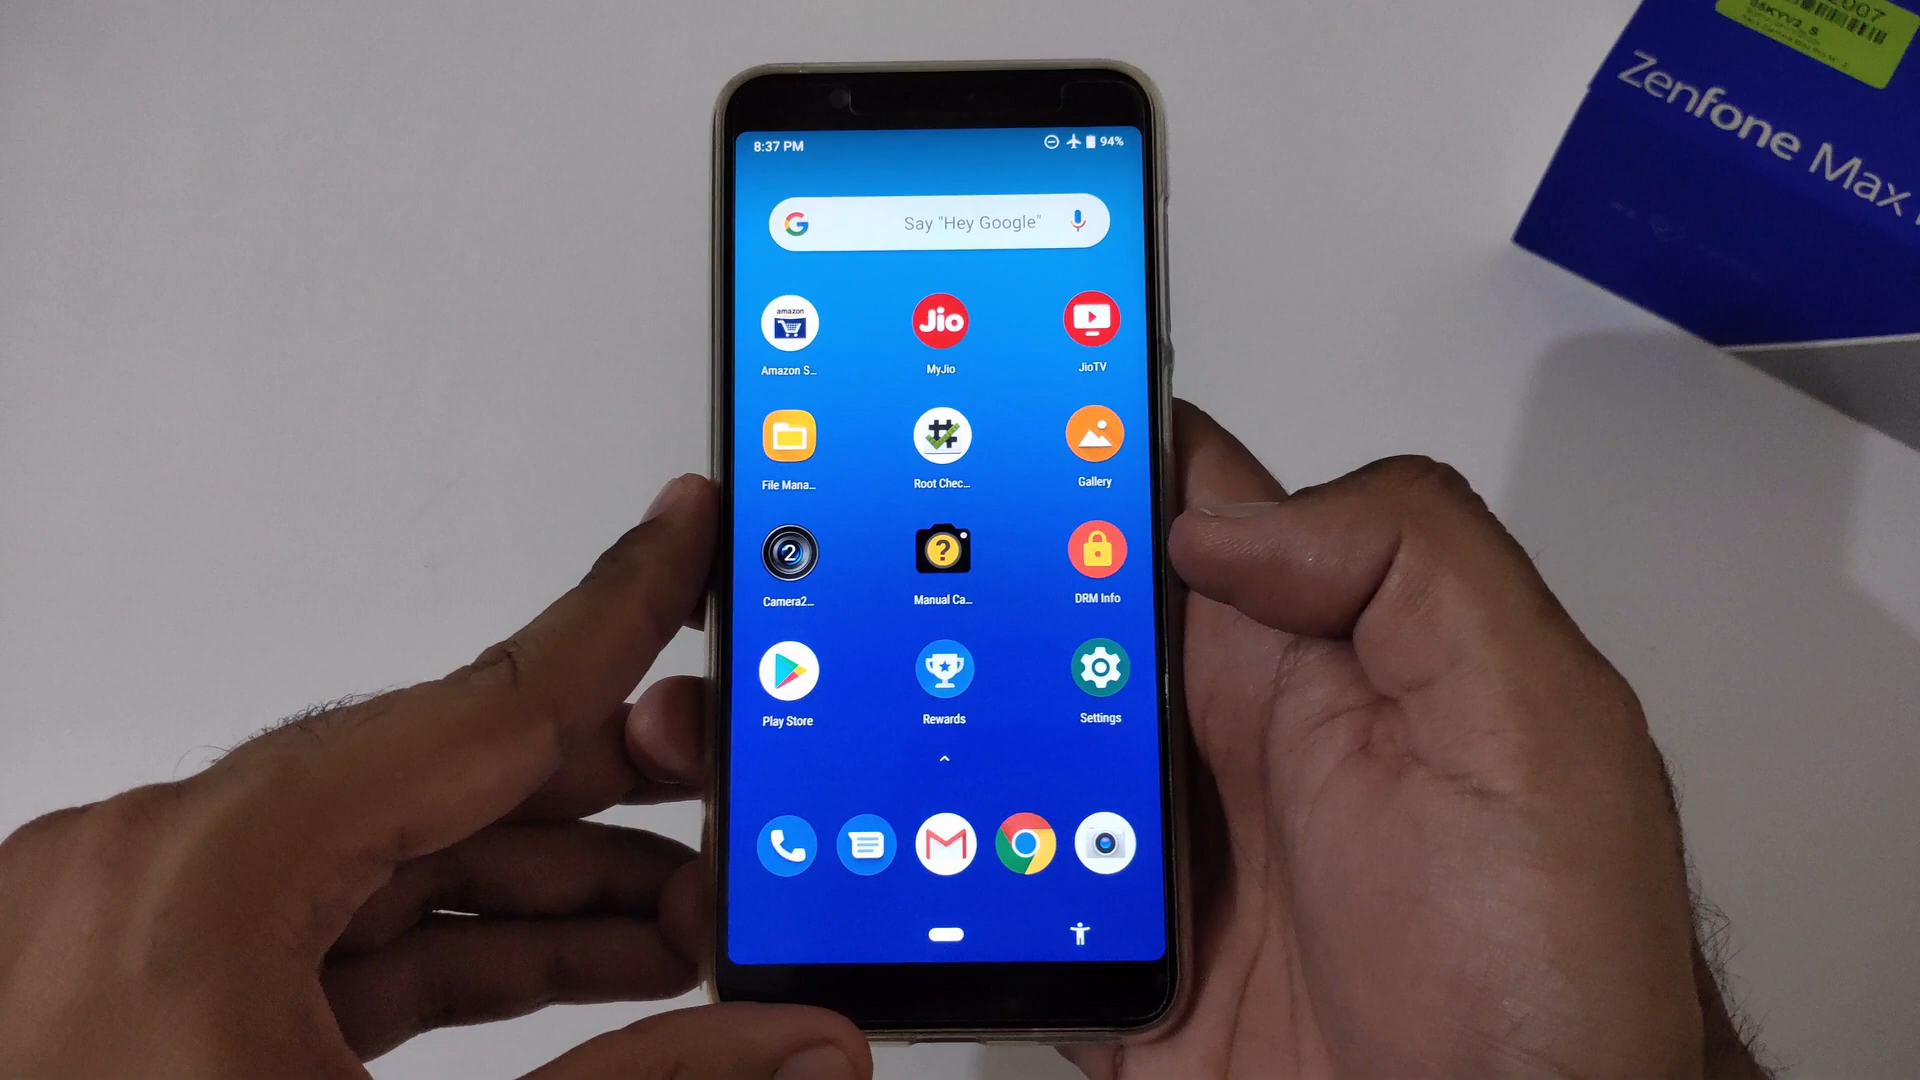 8:37 PM
94%
Say "Hey Google"
amazon
Jio
Amazon S...
MyJio
JioTV
File Mana...
Root Chec...
Gallery
2
?
Camera2...
Manual Ca...
DRM Info
Play Store
Rewards
Settings
Zenfone Max